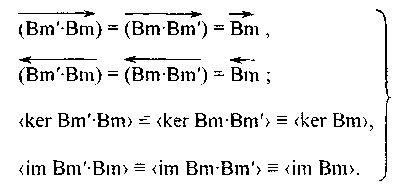 (Bm′·Bm) = (Bm·Bm′) = Bm ,
(Bm′·Bm) = (Bm·Bm′) = Bm ;
‹ker Bm′·Bm› ≡ ‹ker Bm·Bm′› ≡ ‹ker Bm›,
‹im Bm′·Bm› ≡ ‹im Bm·Bm′› ≡ ‹im Bm›.